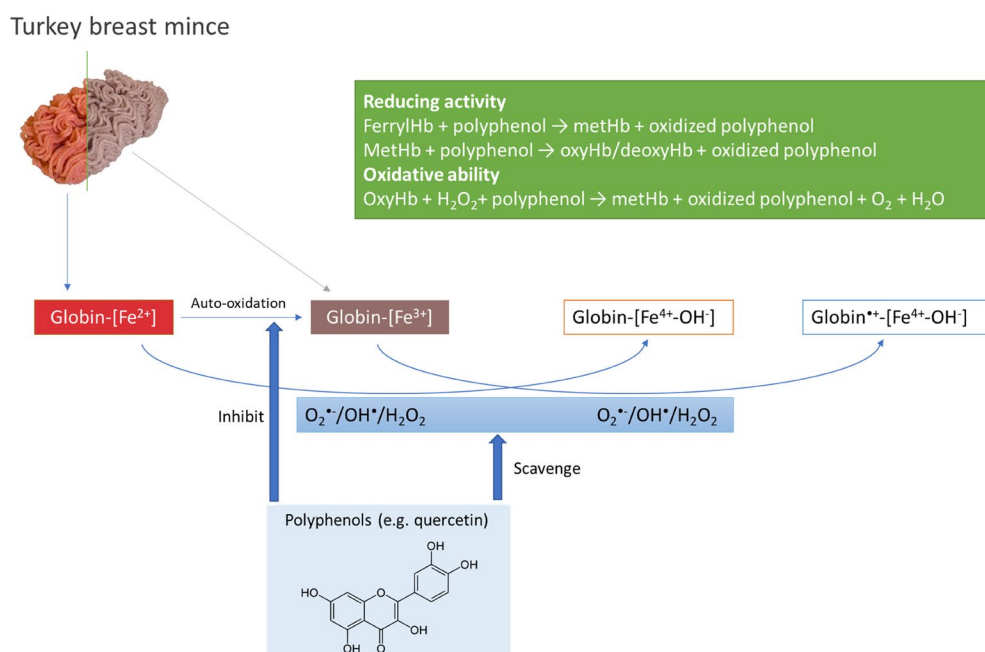 Turkey breast mince
Reducing activity
FerrylHb + polyphenol → metHb + oxidized polyphenol
MetHb + polyphenol → oxyHb/deoxyHb + oxidized polyphenol
Oxidative ability
OxyHb + H₂O₂+ polyphenol → metHb + oxidized polyphenol + O₂ + H₂O
Globin-[Fe²⁺]
Auto-oxidation
Globin-[Fe³⁺]
Globin-[Fe⁴⁺-OH⁻]
Globin•⁺-[Fe⁴⁺-OH⁻]
Inhibit
O₂•⁻/OH•/H₂O₂
O₂•⁻/OH•/H₂O₂
Scavenge
Polyphenols (e.g. quercetin)
OH
OH
HO
O
OH
OH
O